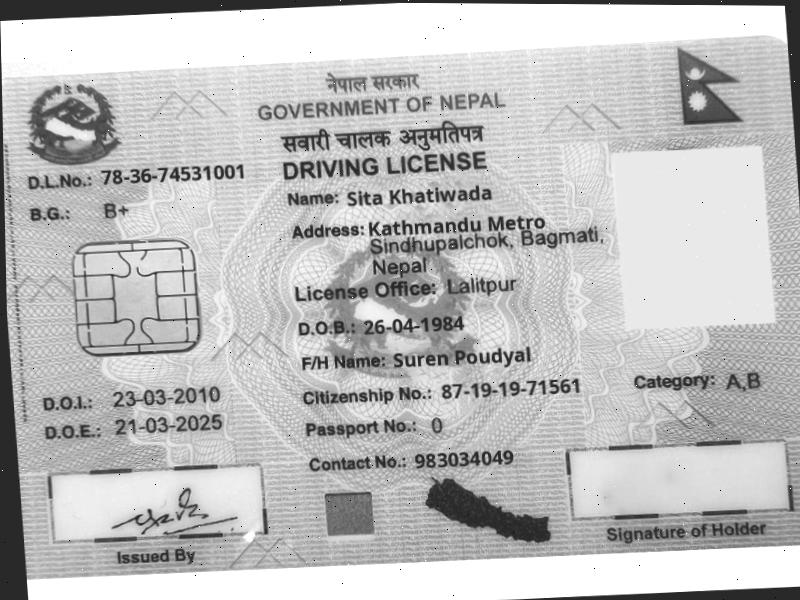 नेपाल सरकार
GOVERNMENT OF NEPAL
सवारी चालक अनुमतिपत्र
DRIVING LICENSE
D.L.No.: 78-36-74531001
B.G.: B+
Name: Sita Khatiwada
Address: Kathmandu Metro
Sindhupalchok, Bagmati,
Nepal
License Office: Lalitpur
D.O.B.: 26-04-1984
F/H Name: Suren Poudyal
Citizenship No.: 87-19-19-71561
Category: A,B
D.O.I.: 23-03-2010
D.O.E.: 21-03-2025
Passport No.: 0
Contact No.: 983034049
Issued By
Signature of Holder